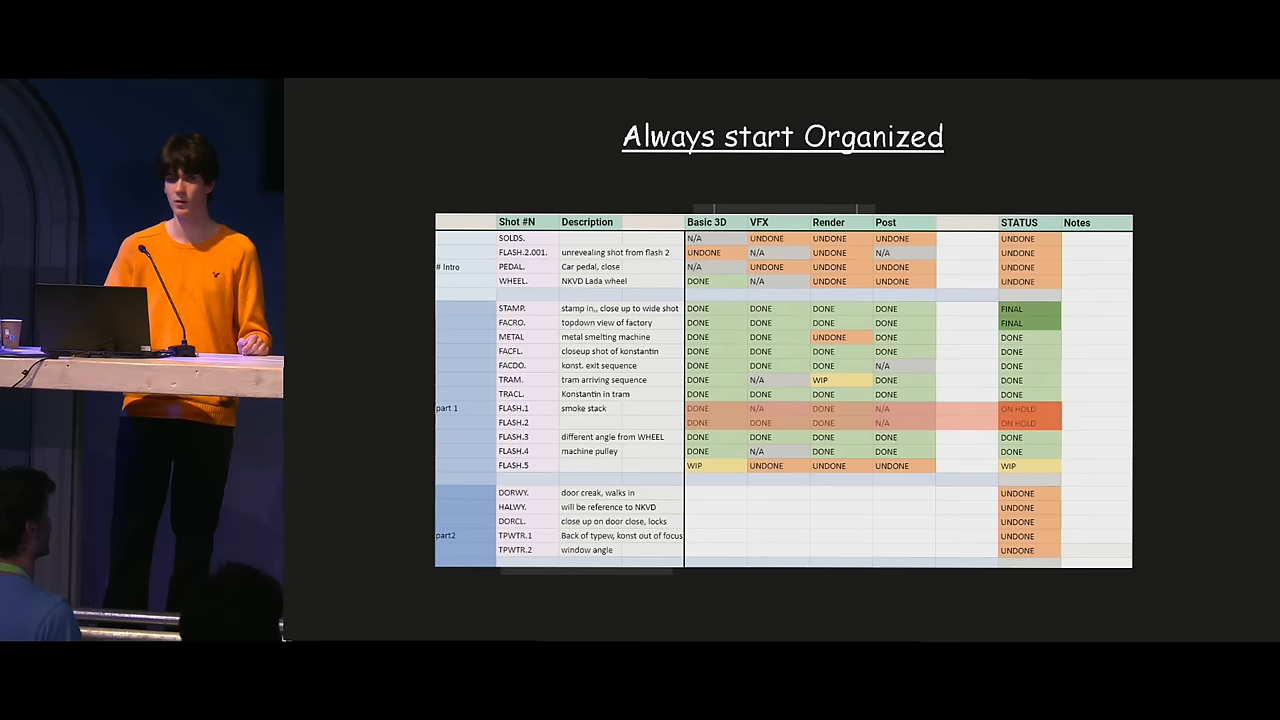 Always start Organized
Shot #N Description Basic 3D VFX Render Post STATUS Notes
SOLDS. N/A UNDONE UNDONE UNDONE UNDONE
FLASH.2.001. unrevealing shot from flash 2 UNDONE N/A N/A N/A UNDONE
# Intro PEDAL. Car pedal, close N/A UNDONE UNDONE UNDONE UNDONE
WHEEL. NKVD Lada wheel DONE N/A UNDONE UNDONE UNDONE
STAMP. stamp in,, close up to wide shot DONE DONE DONE DONE FINAL
FACRO. topdown view of factory DONE DONE DONE DONE FINAL
METAL metal smelting machine DONE DONE UNDONE DONE DONE
FACFL. closeup shot of konstantin DONE DONE DONE DONE DONE
FACDO. konst. exit sequence DONE DONE DONE N/A DONE
TRAM. tram arriving sequence DONE N/A WIP DONE DONE
TRACL. Konstantin in tram DONE DONE DONE DONE DONE
part 1 FLASH.1 smoke stack DONE N/A DONE N/A ON HOLD
FLASH.2 DONE DONE DONE N/A ON HOLD
FLASH.3 different angle from WHEEL DONE DONE DONE DONE DONE
FLASH.4 machine pulley DONE N/A DONE DONE DONE
FLASH.5 WIP UNDONE UNDONE UNDONE WIP
DORWY. door creak, walks in UNDONE
HALWY. will be reference to NKVD UNDONE
DORCL. close up on door close, locks UNDONE
part2 TPWTR.1 Back of typew, konst out of focus UNDONE
TPWTR.2 window angle UNDONE